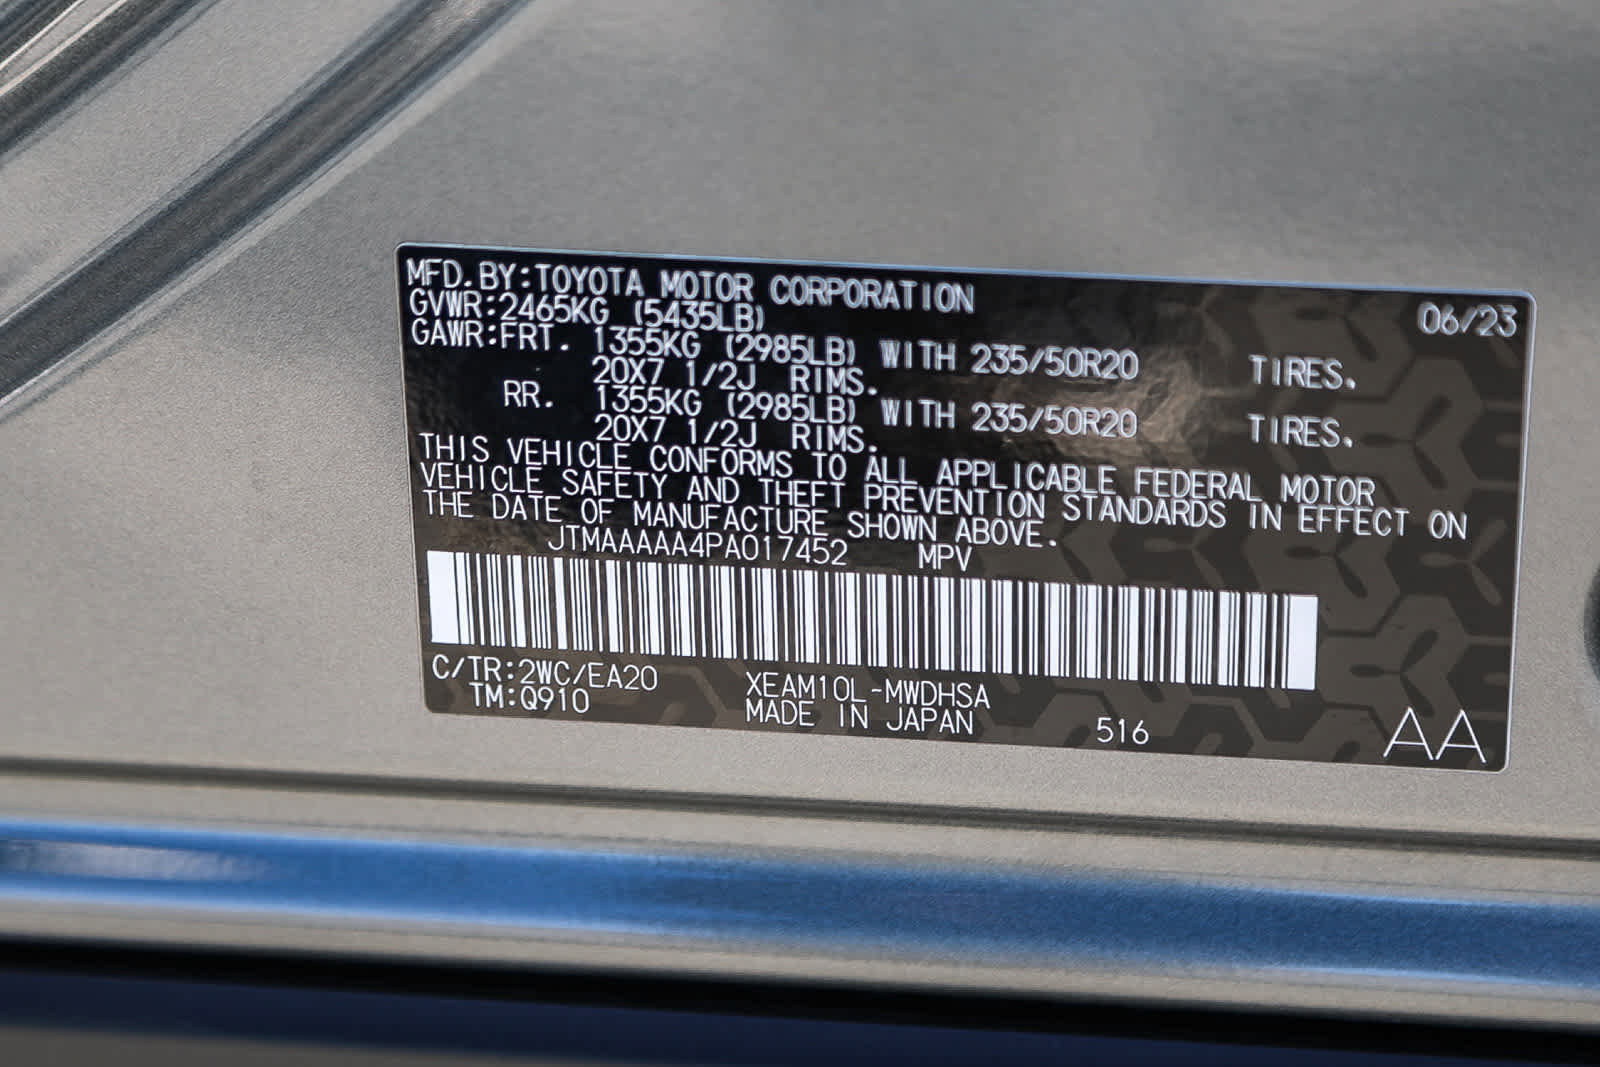 MFD.BY:TOYOTA MOTOR CORPORATION 06/23
GVWR:2465KG (5435LB)
GAWR:FRT. 1355KG (2985LB) WITH 235/50R20 TIRES.
20X7 1/2J RIMS.
RR. 1355KG (2985LB) WITH 235/50R20 TIRES.
20X7 1/2J RIMS.
THIS VEHICLE CONFORMS TO ALL APPLICABLE FEDERAL MOTOR
VEHICLE SAFETY AND THEFT PREVENTION STANDARDS IN EFFECT ON
THE DATE OF MANUFACTURE SHOWN ABOVE.
JTMAAAAA4PA017452 MPV
C/TR:2WC/EA20 XEAM10L-MWDHSA
TM:Q910 MADE IN JAPAN 516 AA